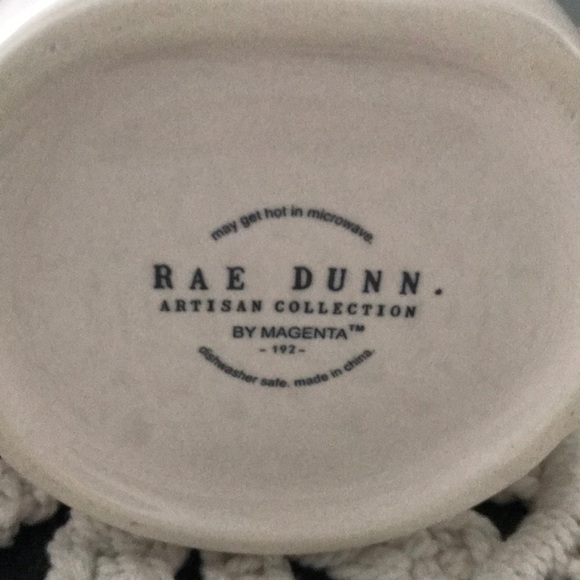 may get hot in microwave.
RAE DUNN.
ARTISAN COLLECTION
BY MAGENTA™
- 192 -
dishwasher safe. made in china.